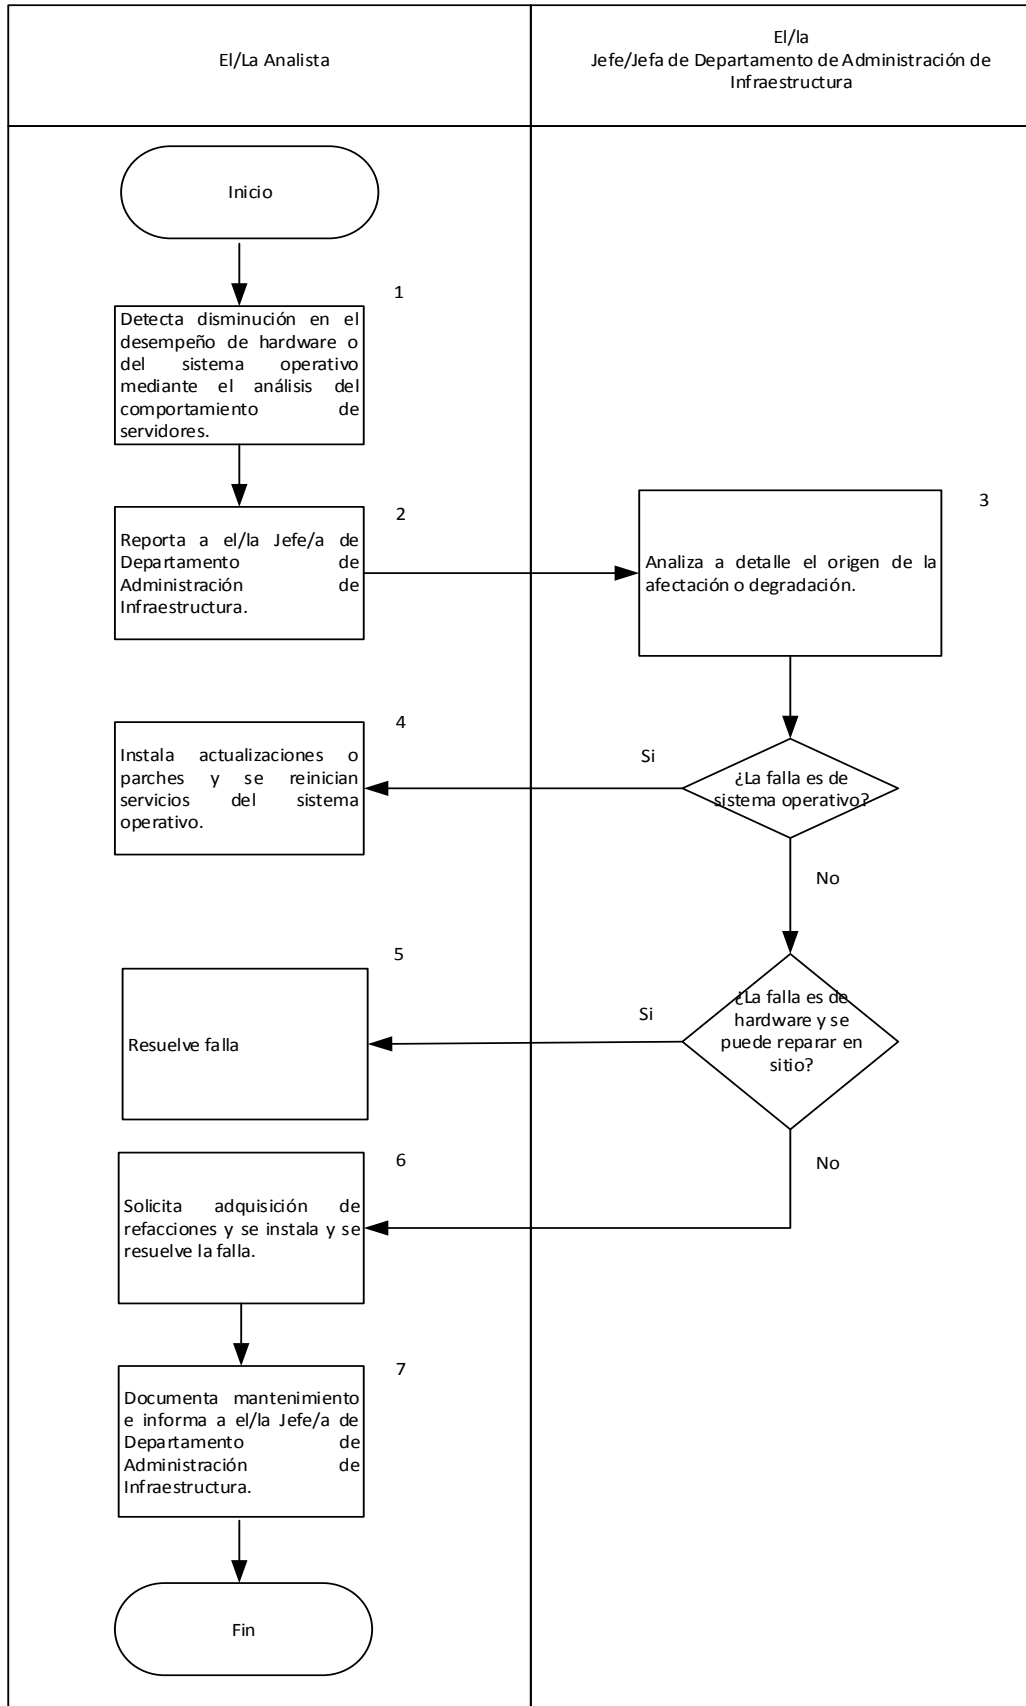 El/La Analista
El/la
Jefe/Jefa de Departamento de Administración de
Infraestructura
Inicio
1
Detecta disminución en el
desempeño de hardware o
del sistema operativo
mediante el análisis del
comportamiento de
servidores.
2
Reporta a el/la Jefe/a de
Departamento de
Administración de
Infraestructura.
3
Analiza a detalle el origen de la
afectación o degradación.
¿La falla es de
sistema operativo?
Si
4
Instala actualizaciones o
parches y se reinician
servicios del sistema
operativo.
No
¿La falla es de
hardware y se
puede reparar en
sitio?
Si
5
Resuelve falla
No
6
Solicita adquisición de
refacciones y se instala y se
resuelve la falla.
7
Documenta mantenimiento
e informa a el/la Jefe/a de
Departamento de
Administración de
Infraestructura.
Fin